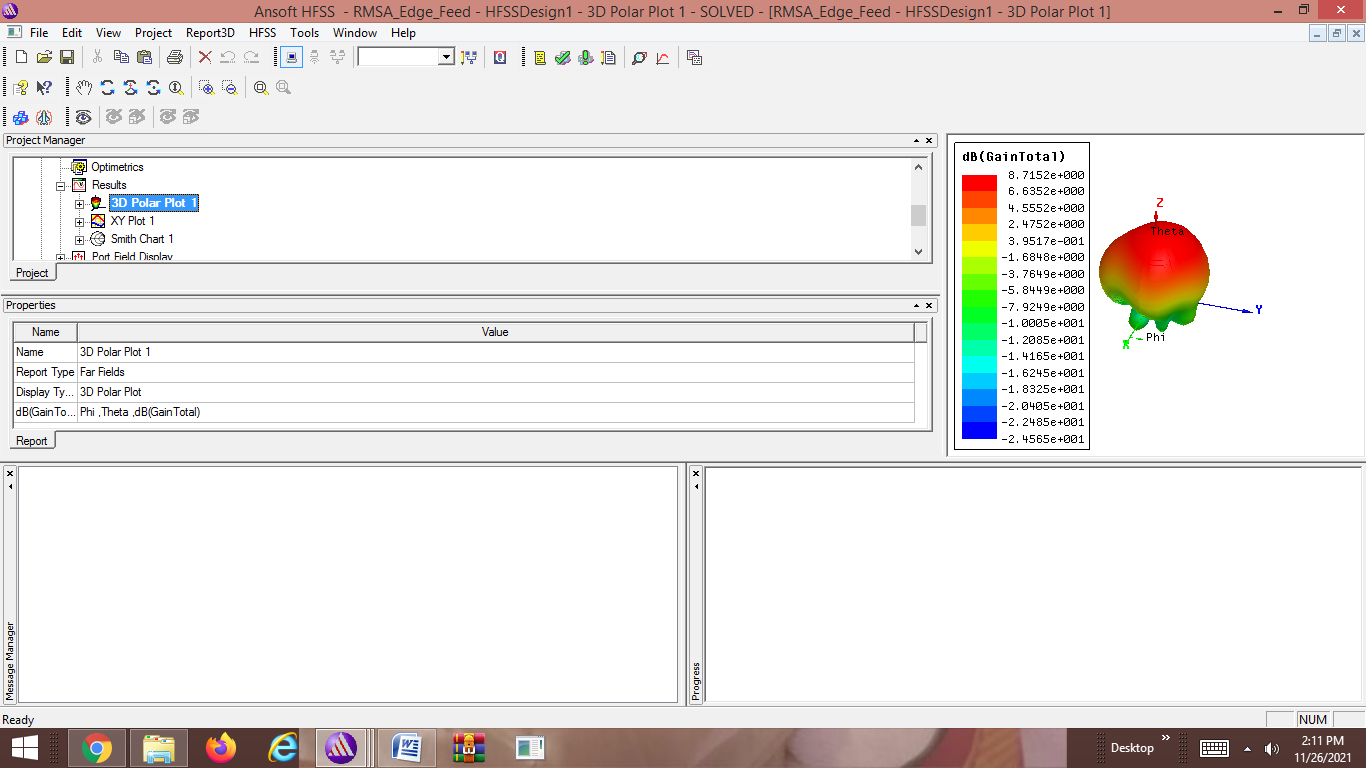 Ansoft HFSS - RMSA_Edge_Feed - HFSSDesign1 - 3D Polar Plot 1 - SOLVED - [RMSA_Edge_Feed - HFSSDesign1 - 3D Polar Plot 1]
File Edit View Project Report3D HFSS Tools Window Help
Project Manager
Optimetrics
Results
3D Polar Plot 1
XY Plot 1
Smith Chart 1
Port Field Display
Project
Properties
Name Value
Name 3D Polar Plot 1
Report Type Far Fields
Display Ty... 3D Polar Plot
dB(GainTo... Phi ,Theta ,dB(GainTotal)
Report
dB(GainTotal)
8.7152e+000
6.6352e+000
4.5552e+000
2.4752e+000
3.9517e-001
-1.6848e+000
-3.7649e+000
-5.8449e+000
-7.9249e+000
-1.0005e+001
-1.2085e+001
-1.4165e+001
-1.6245e+001
-1.8325e+001
-2.0405e+001
-2.2485e+001
-2.4565e+001
Z
Theta
Y
X
Phi
Message Manager
Progress
Ready
NUM
Desktop
2:11 PM
11/26/2021